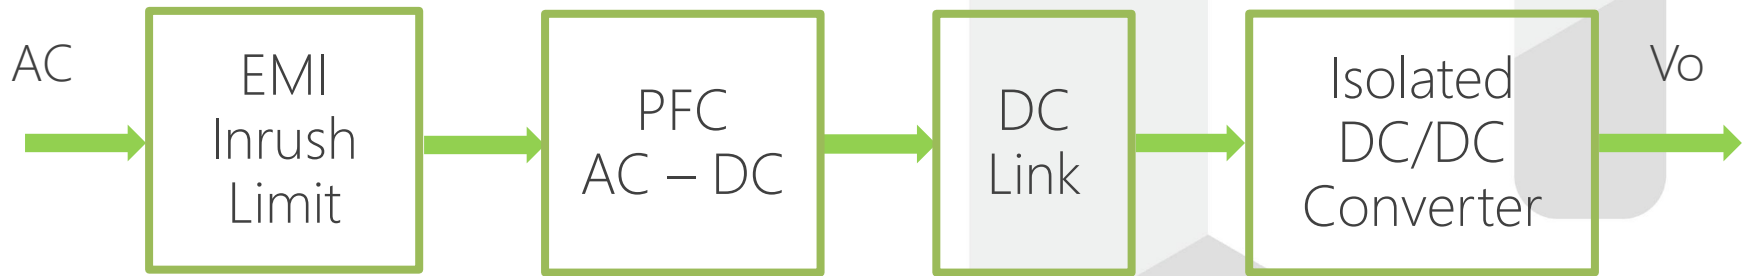 AC
EMI
Inrush
Limit
PFC
AC – DC
DC
Link
Isolated
DC/DC
Converter
Vo